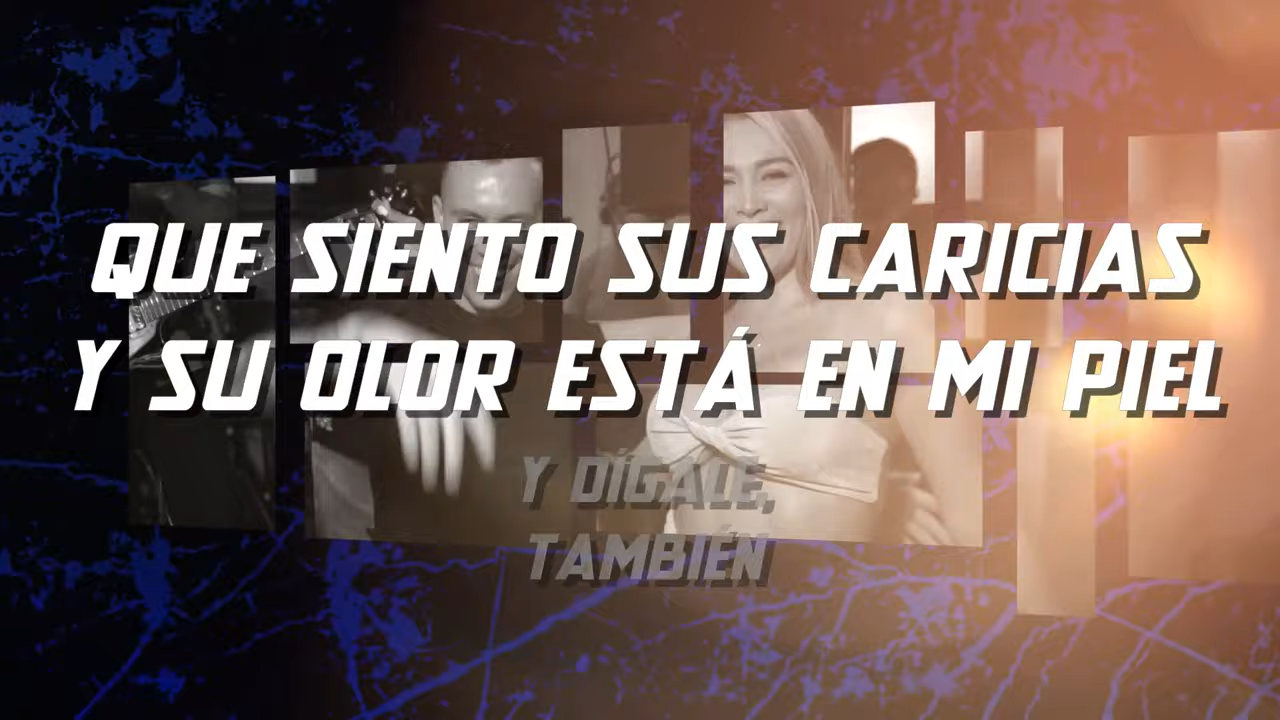 QUE SIENTO SUS CARICIAS
Y SU OLOR ESTÁ EN MI PIEL
Y DÍGALE,
TAMBIÉN